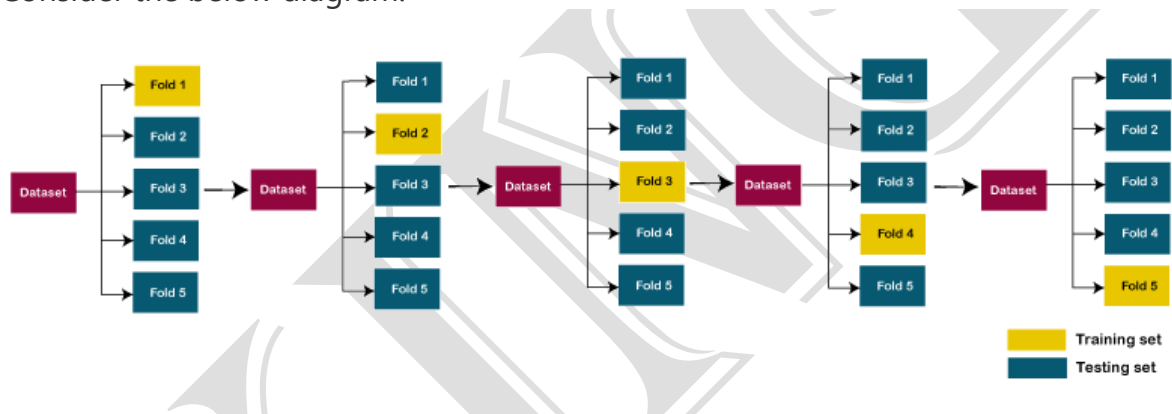 Consider the below diagram:
Dataset
Fold 1
Fold 2
Fold 3
Fold 4
Fold 5
Dataset
Fold 1
Fold 2
Fold 3
Fold 4
Fold 5
Dataset
Fold 1
Fold 2
Fold 3
Fold 4
Fold 5
Dataset
Fold 1
Fold 2
Fold 3
Fold 4
Fold 5
Dataset
Fold 1
Fold 2
Fold 3
Fold 4
Fold 5
Training set
Testing set